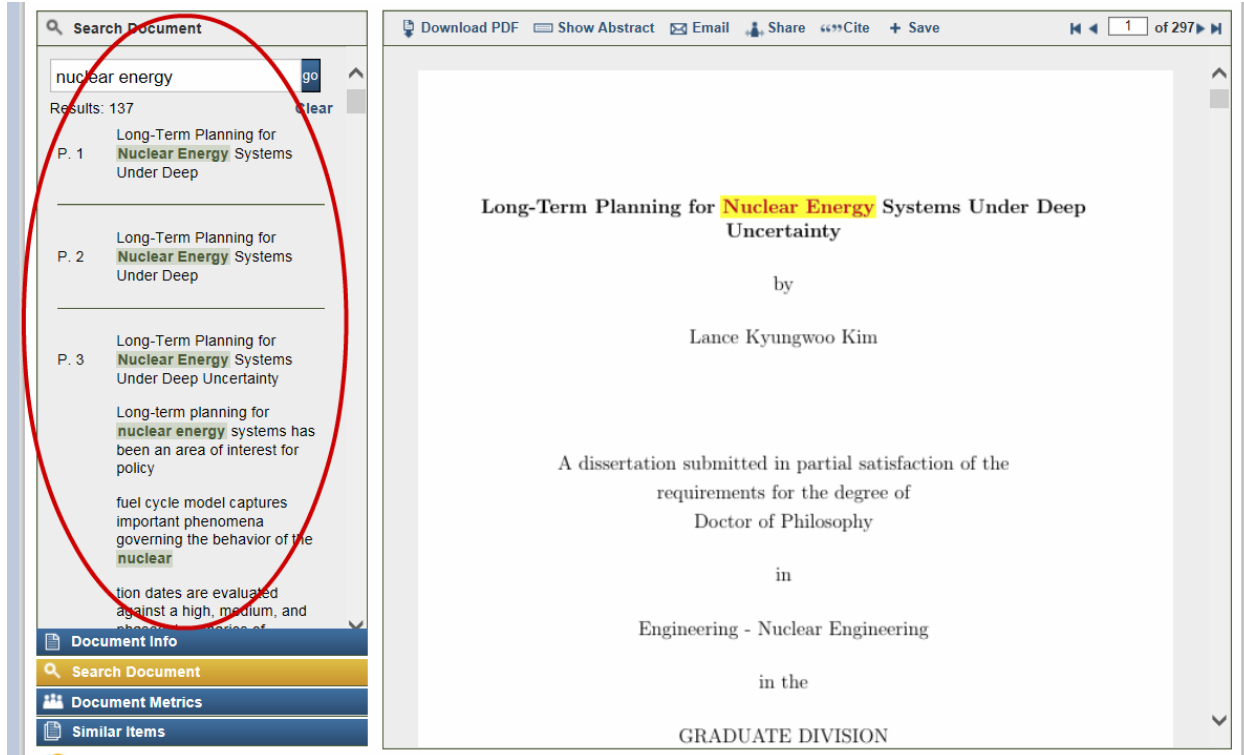 Search Document
nuclear energy go
Results: 137 Clear
P. 1 Long-Term Planning for
Nuclear Energy Systems
Under Deep
P. 2 Long-Term Planning for
Nuclear Energy Systems
Under Deep
P. 3 Long-Term Planning for
Nuclear Energy Systems
Under Deep Uncertainty
Long-term planning for
nuclear energy systems has
been an area of interest for
policy
fuel cycle model captures
important phenomena
governing the behavior of the
nuclear
tion dates are evaluated
against a high, medium, and
Document Info
Search Document
Document Metrics
Similar Items
Download PDF Show Abstract Email Share Cite + Save 1 of 297
Long-Term Planning for Nuclear Energy Systems Under Deep
Uncertainty
by
Lance Kyungwoo Kim
A dissertation submitted in partial satisfaction of the
requirements for the degree of
Doctor of Philosophy
in
Engineering - Nuclear Engineering
in the
GRADUATE DIVISION